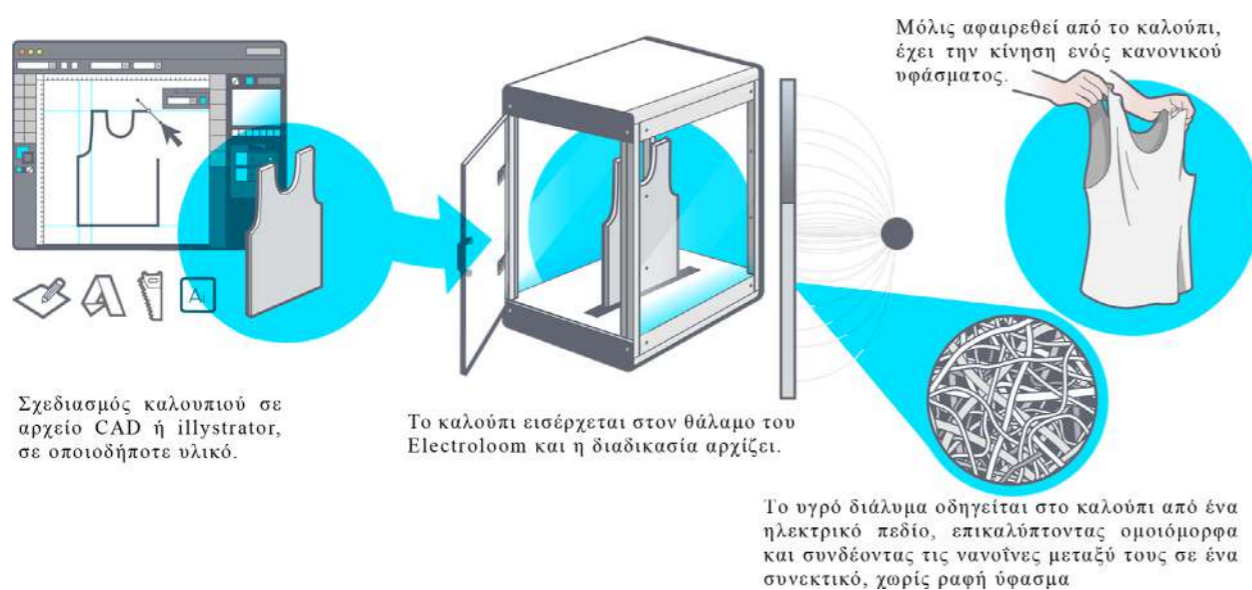 Μόλις αφαιρεθεί από το καλούπι,
έχει την κίνηση ενός κανονικού
υφάσματος.
Ai
Σχεδιασμός καλουπιού σε
αρχείο CAD ή illystrator,
σε οποιοδήποτε υλικό.
Το καλούπι εισέρχεται στον θάλαμο του
Electroloom και η διαδικασία αρχίζει.
Το υγρό διάλυμα οδηγείται στο καλούπι από ένα
ηλεκτρικό πεδίο, επικαλύπτοντας ομοιόμορφα
και συνδέοντας τις νανοΐνες μεταξύ τους σε ένα
συνεκτικό, χωρίς ραφή ύφασμα